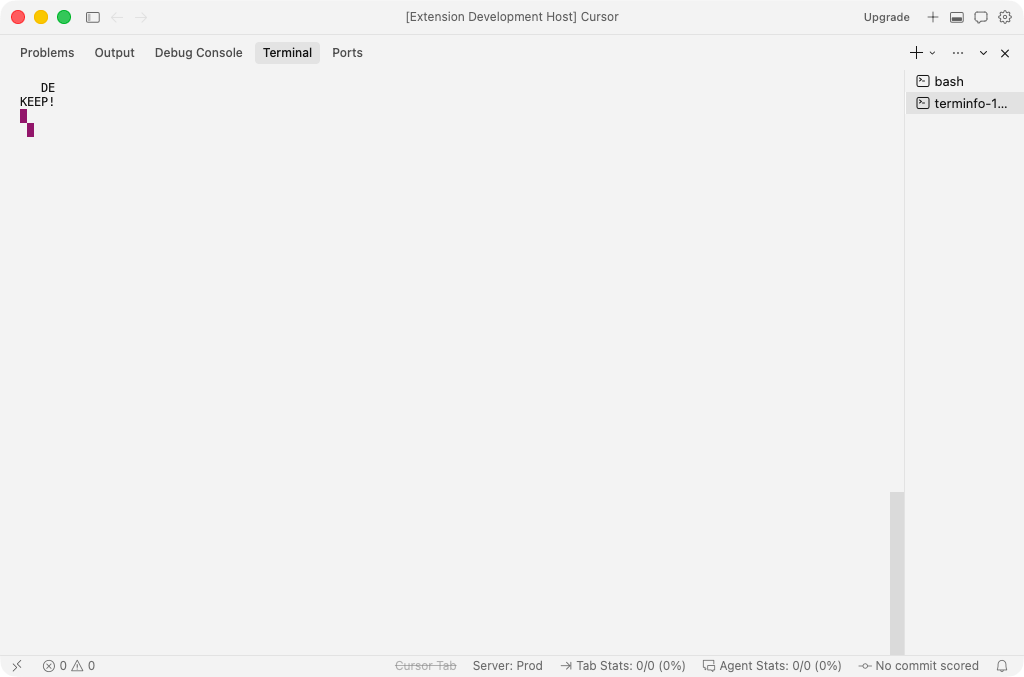 [Extension Development Host] Cursor
Upgrade
Problems Output Debug Console Terminal Ports
DE
KEEP!
bash
terminfo-1...
0 0 Cursor Tab Server: Prod Tab Stats: 0/0 (0%) Agent Stats: 0/0 (0%) No commit scored